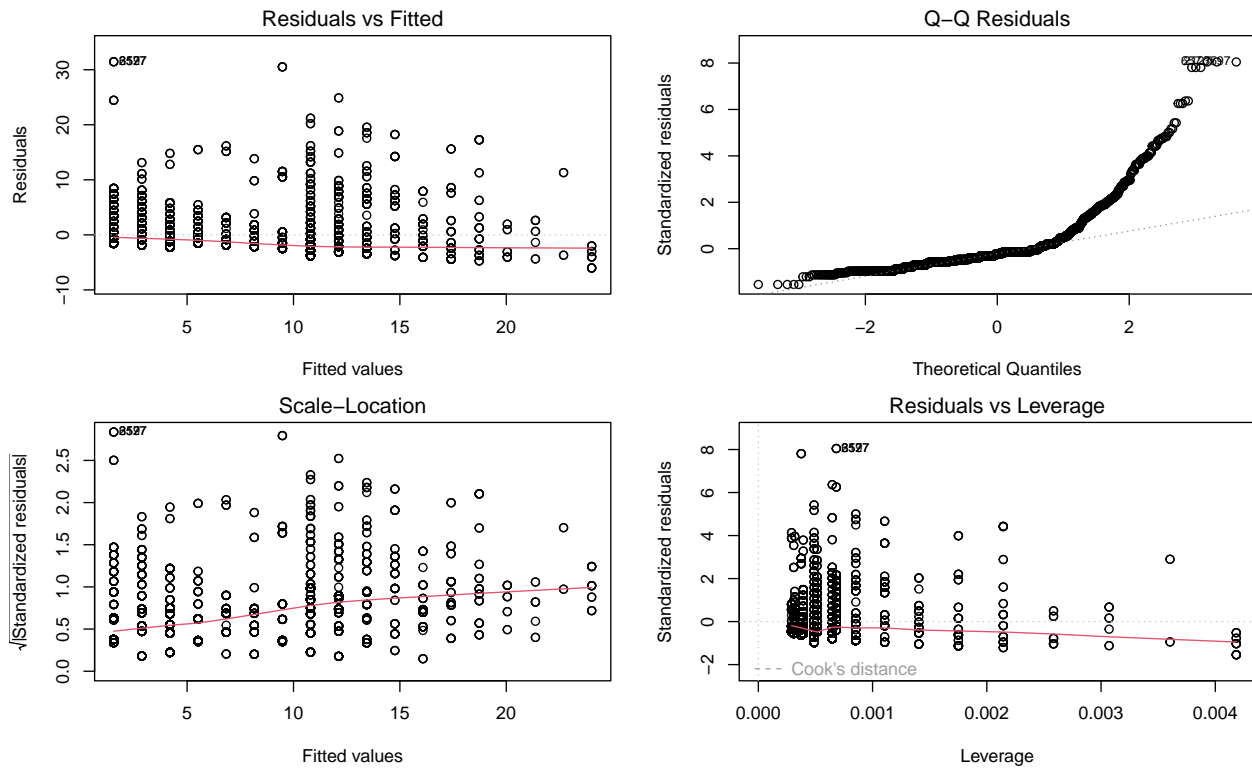 Residuals vs Fitted
Residuals
30
20
10
0
−10
5
10
15
20
Fitted values
Q−Q Residuals
Standardized residuals
8
6
4
2
0
−2
0
2
Theoretical Quantiles
Scale−Location
√|Standardized residuals|
2.5
2.0
1.5
1.0
0.5
0.0
5
10
15
20
Fitted values
Residuals vs Leverage
Standardized residuals
8
6
4
2
0
−2
Cook's distance
0.000
0.001
0.002
0.003
0.004
Leverage